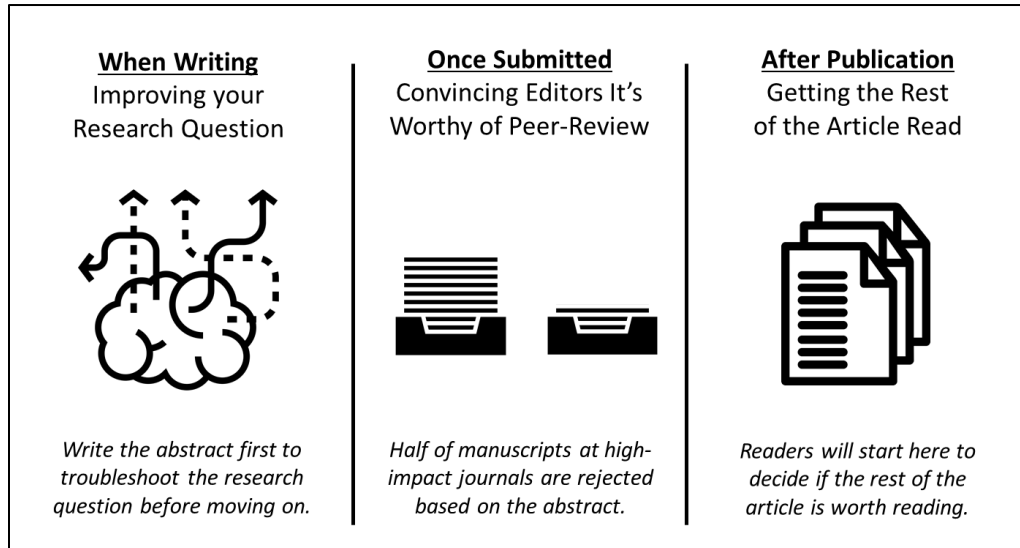 When Writing
Improving your
Research Question
Write the abstract first to
troubleshoot the research
question before moving on.
Once Submitted
Convincing Editors It’s
Worthy of Peer-Review
Half of manuscripts at high-
impact journals are rejected
based on the abstract.
After Publication
Getting the Rest
of the Article Read
Readers will start here to
decide if the rest of the
article is worth reading.